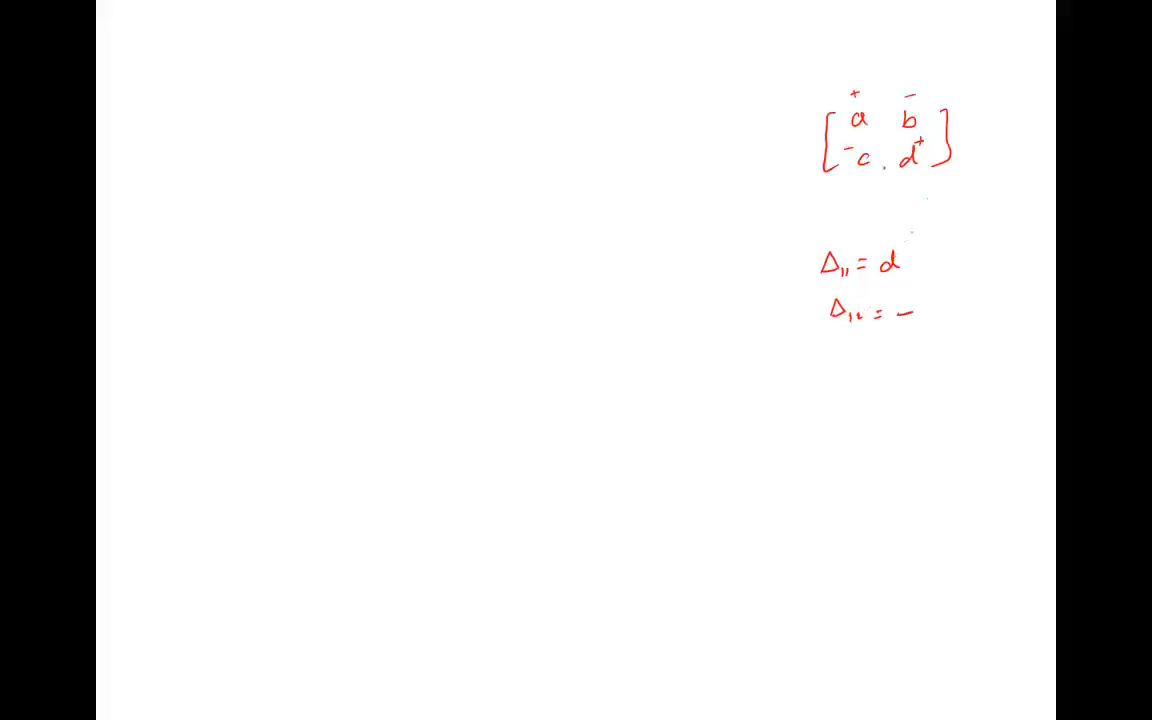 + −
[ a b
− c . d + ]
Δ₁₁ = d
Δ₁₂ = −